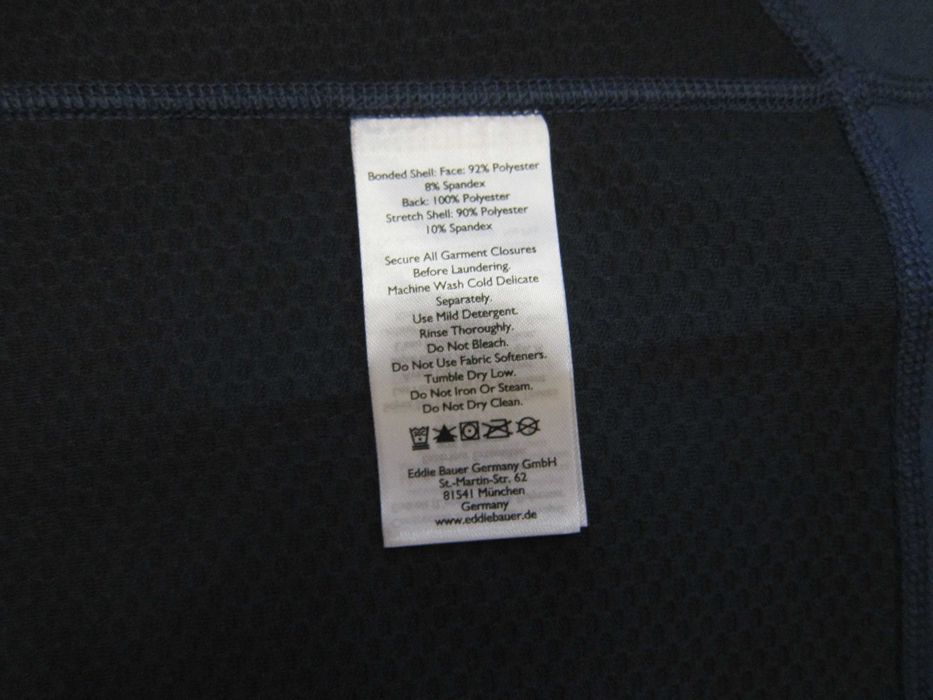 Bonded Shell: Face: 92% Polyester
8% Spandex
Back: 100% Polyester
Stretch Shell: 90% Polyester
10% Spandex
Secure All Garment Closures
Before Laundering.
Machine Wash Cold Delicate
Separately.
Use Mild Detergent.
Rinse Thoroughly.
Do Not Bleach.
Do Not Use Fabric Softeners.
Tumble Dry Low.
Do Not Iron Or Steam.
Do Not Dry Clean.
Eddie Bauer Germany GmbH
St.-Martin-Str. 62
81541 München
Germany
www.eddiebauer.de